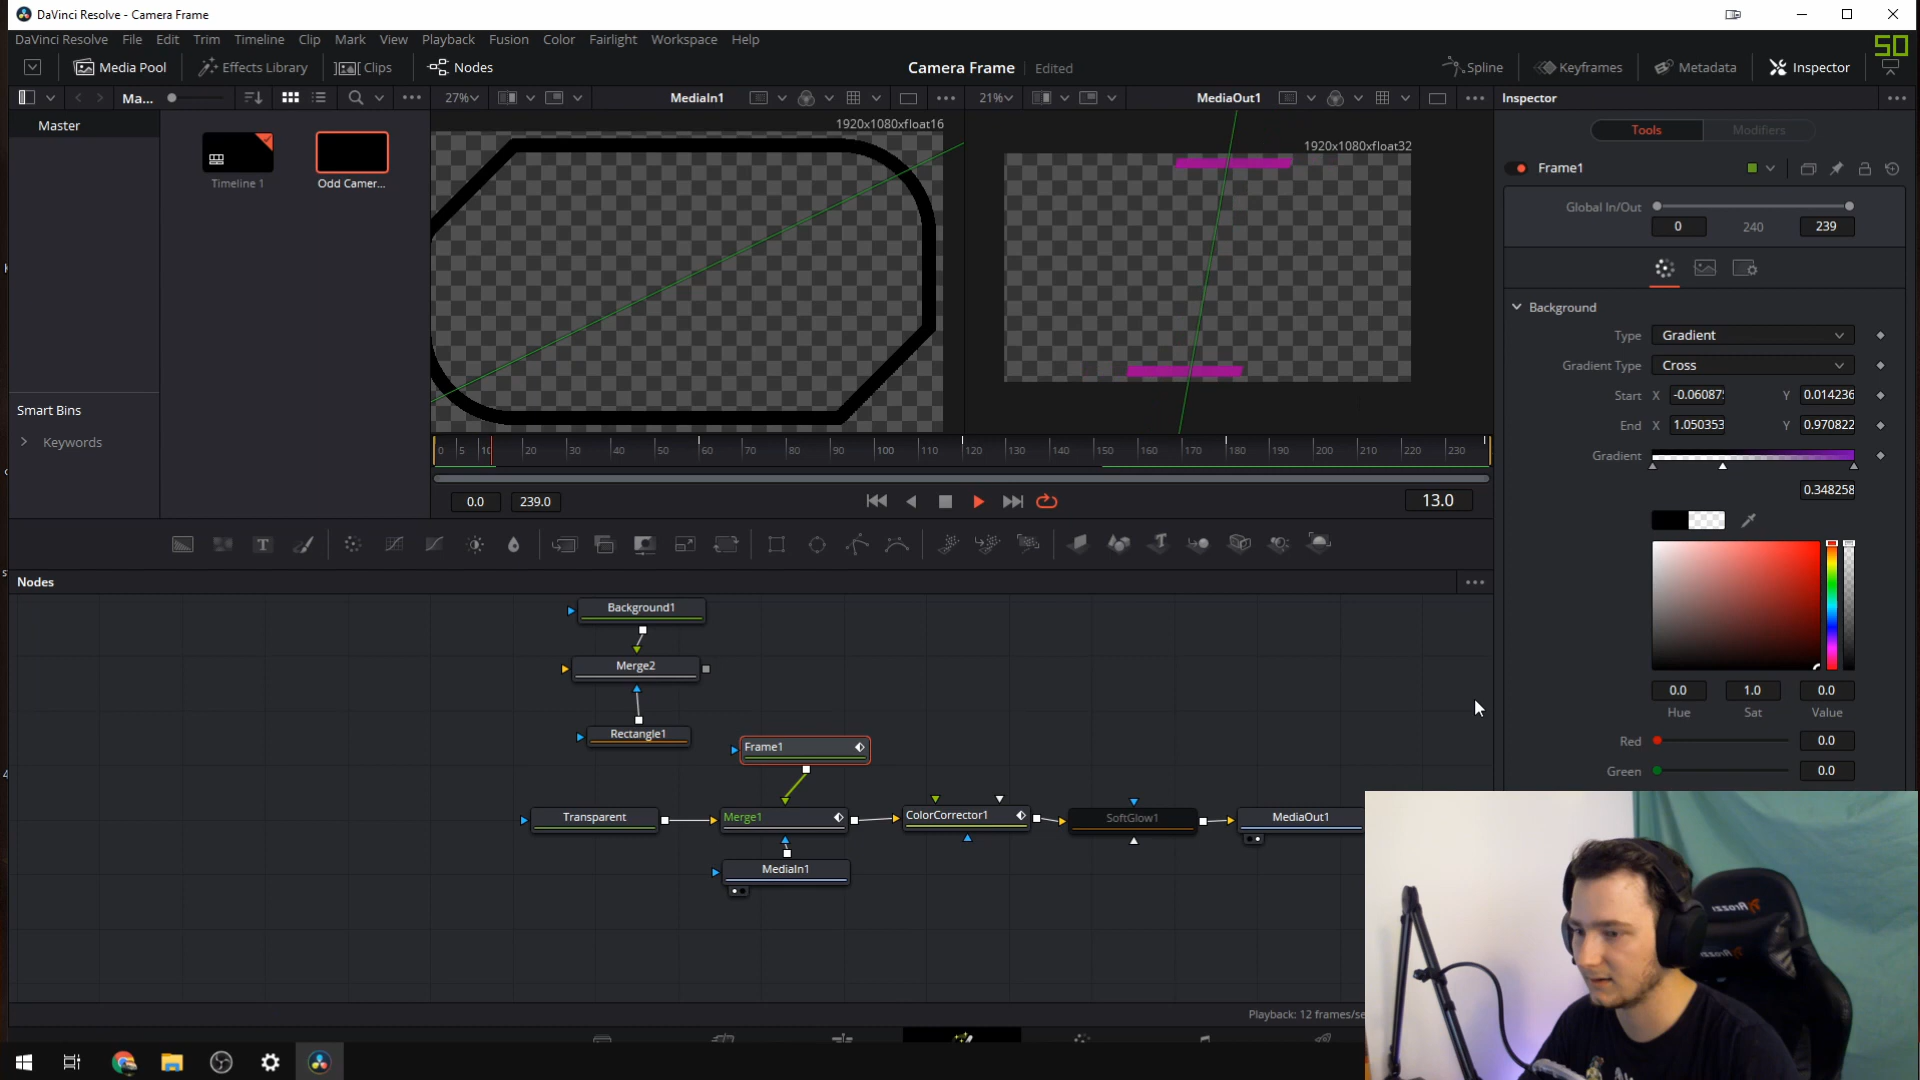 DaVinci Resolve - Camera Frame
50
DaVinci Resolve File Edit Trim Timeline Clip Mark View Playback Fusion Color Fairlight Workspace Help
Media Pool Effects Library Clips Nodes Camera Frame Edited Spline Keyframes Metadata Inspector
Ma... 27% MediaIn1 21% MediaOut1 Inspector
Master
1920x1080xfloat16
1920x1080xfloat32
Tools Modifiers
Timeline 1 Odd Camer...
Frame1
Global In/Out
0 240 239
Background
Type Gradient
Gradient Type Cross
Start X -0.06087 Y 0.014236
End X 1.050353 Y 0.970822
Gradient
0.348258
Smart Bins
Keywords
0 5 10 20 30 40 50 60 70 80 90 100 110 120 130 140 150 160 170 180 190 200 210 220 230
0.0 239.0 13.0
Nodes
Background1
Merge2
Rectangle1
Frame1
Transparent Merge1 ColorCorrector1 SoftGlow1 MediaOut1
MediaIn1
0.0 1.0 0.0
Hue Sat Value
Red 0.0
Green 0.0
Playback: 12 frames/se
AROZZI